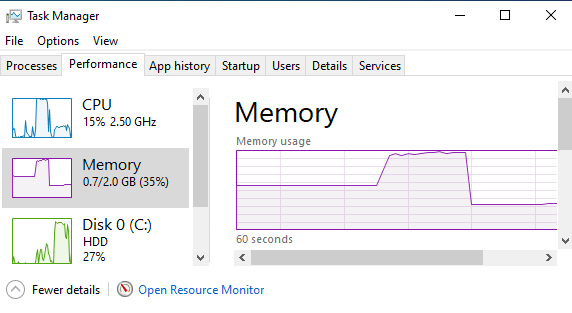 Task Manager
File Options View
Processes Performance App history Startup Users Details Services
CPU
15% 2.50 GHz
Memory
0.7/2.0 GB (35%)
Disk 0 (C:)
HDD
27%
Memory
Memory usage
60 seconds
Fewer details
Open Resource Monitor